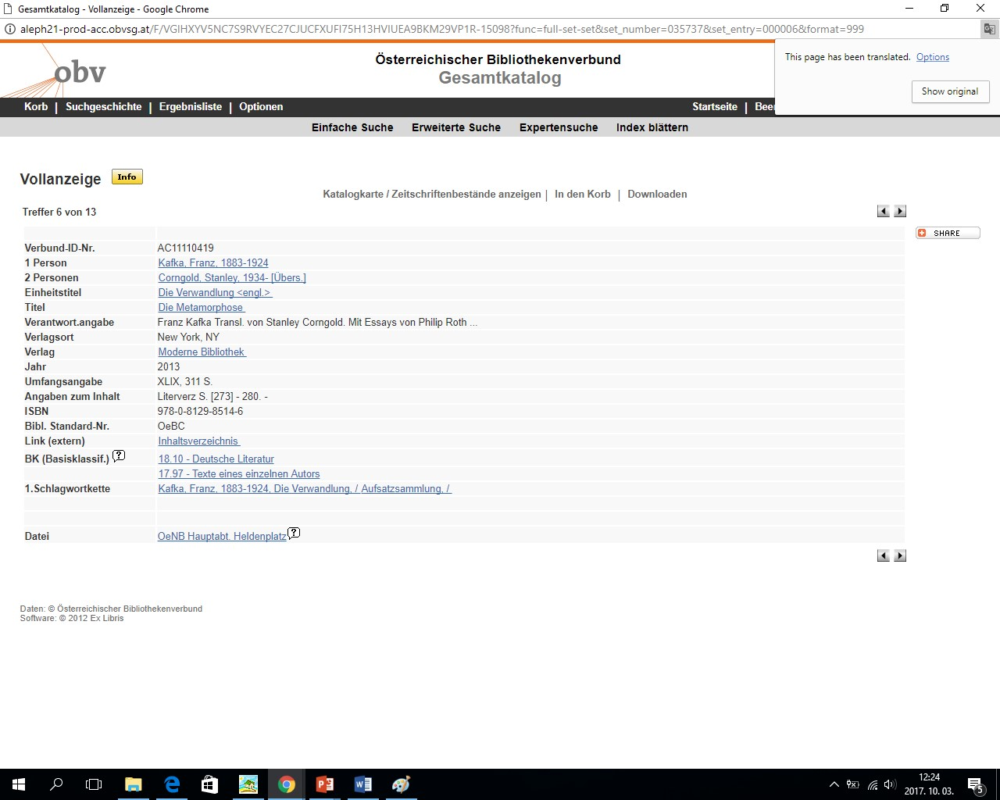 Gesamtkatalog - Vollanzeige - Google Chrome
aleph21-prod-acc.obvsg.at/F/VGIHXYV5NC7S9RVYEC27CJUCFXUFI75H13HVIUEA9BKM29VP1R-15098?func=full-set-set&set_number=035737&set_entry=000006&format=999
This page has been translated. Options
Show original
obv
Österreichischer Bibliothekenverbund
Gesamtkatalog
Korb | Suchgeschichte | Ergebnisliste | Optionen Startseite | Been
Einfache Suche Erweiterte Suche Expertensuche Index blättern
Vollanzeige Info
Katalogkarte / Zeitschriftenbestände anzeigen | In den Korb | Downloaden
Treffer 6 von 13
SHARE
Verbund-ID-Nr. AC11110419
1 Person Kafka, Franz, 1883-1924
2 Personen Corngold, Stanley, 1934- [Übers.]
Einheitstitel Die Verwandlung <engl.>
Titel Die Metamorphose
Verantwort.angabe Franz Kafka Transl. von Stanley Corngold. Mit Essays von Philip Roth ...
Verlagsort New York, NY
Verlag Moderne Bibliothek
Jahr 2013
Umfangsangabe XLIX, 311 S.
Angaben zum Inhalt Literverz S. [273] - 280. -
ISBN 978-0-8129-8514-6
Bibl. Standard-Nr. OeBC
Link (extern) Inhaltsverzeichnis
BK (Basisklassif.) ? 18.10 - Deutsche Literatur
17.97 - Texte eines einzelnen Autors
1.Schlagwortkette Kafka, Franz, 1883-1924, Die Verwandlung, / Aufsatzsammlung, /
Datei OeNB Hauptabt. Heldenplatz ?
Daten: © Österreichischer Bibliothekenverbund
Software: © 2012 Ex Libris
12:24
2017. 10. 03.
5